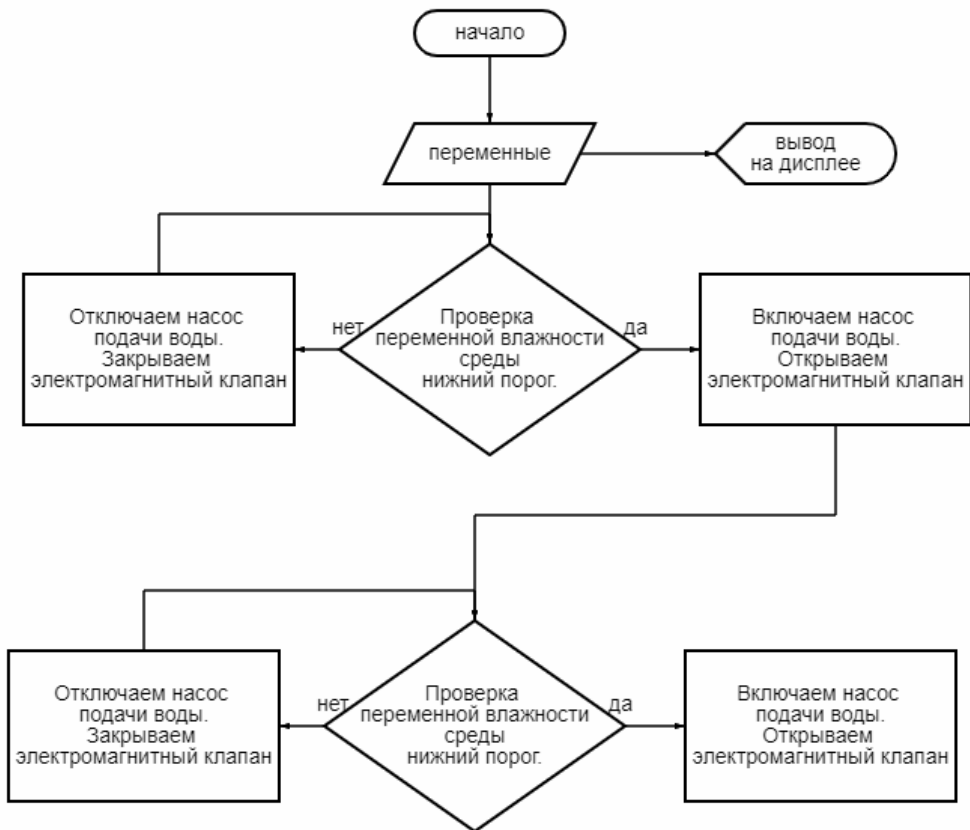 начало
переменные
вывод
на дисплее
Отключаем насос
подачи воды.
Закрываем
электромагнитный клапан
нет
Проверка
переменной влажности
среды
нижний порог.
да
Включаем насос
подачи воды.
Открываем
электромагнитный клапан
Отключаем насос
подачи воды.
Закрываем
электромагнитный клапан
нет
Проверка
переменной влажности
среды
нижний порог.
да
Включаем насос
подачи воды.
Открываем
электромагнитный клапан